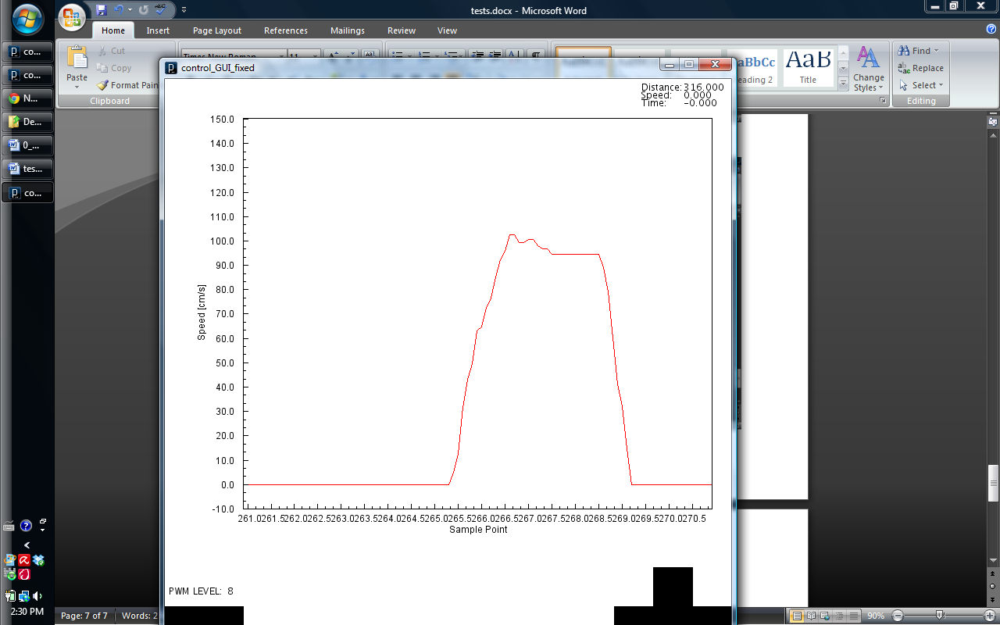 tests.docx - Microsoft Word
Home Insert Page Layout References Mailings Review View
co...
co...
N...
De...
0_...
tes...
co...
2:30 PM
Paste
Cut
Copy
Format Pain
Clipboard
Heading 2
Title
Change
Styles
Find
Replace
Select
Editing
control_GUI_fixed
Distance: 316.000
Speed: 0.000
Time: -0.000
150.0
140.0
130.0
120.0
110.0
100.0
90.0
80.0
70.0
60.0
50.0
40.0
30.0
20.0
10.0
0.0
-10.0
Speed [cm/s]
261.0261.5262.0262.5263.0263.5264.0264.5265.0265.5266.0266.5267.0267.5268.0268.5269.0269.5270.0270.5
Sample Point
PWM LEVEL: 8
Page: 7 of 7 Words: 2
90%